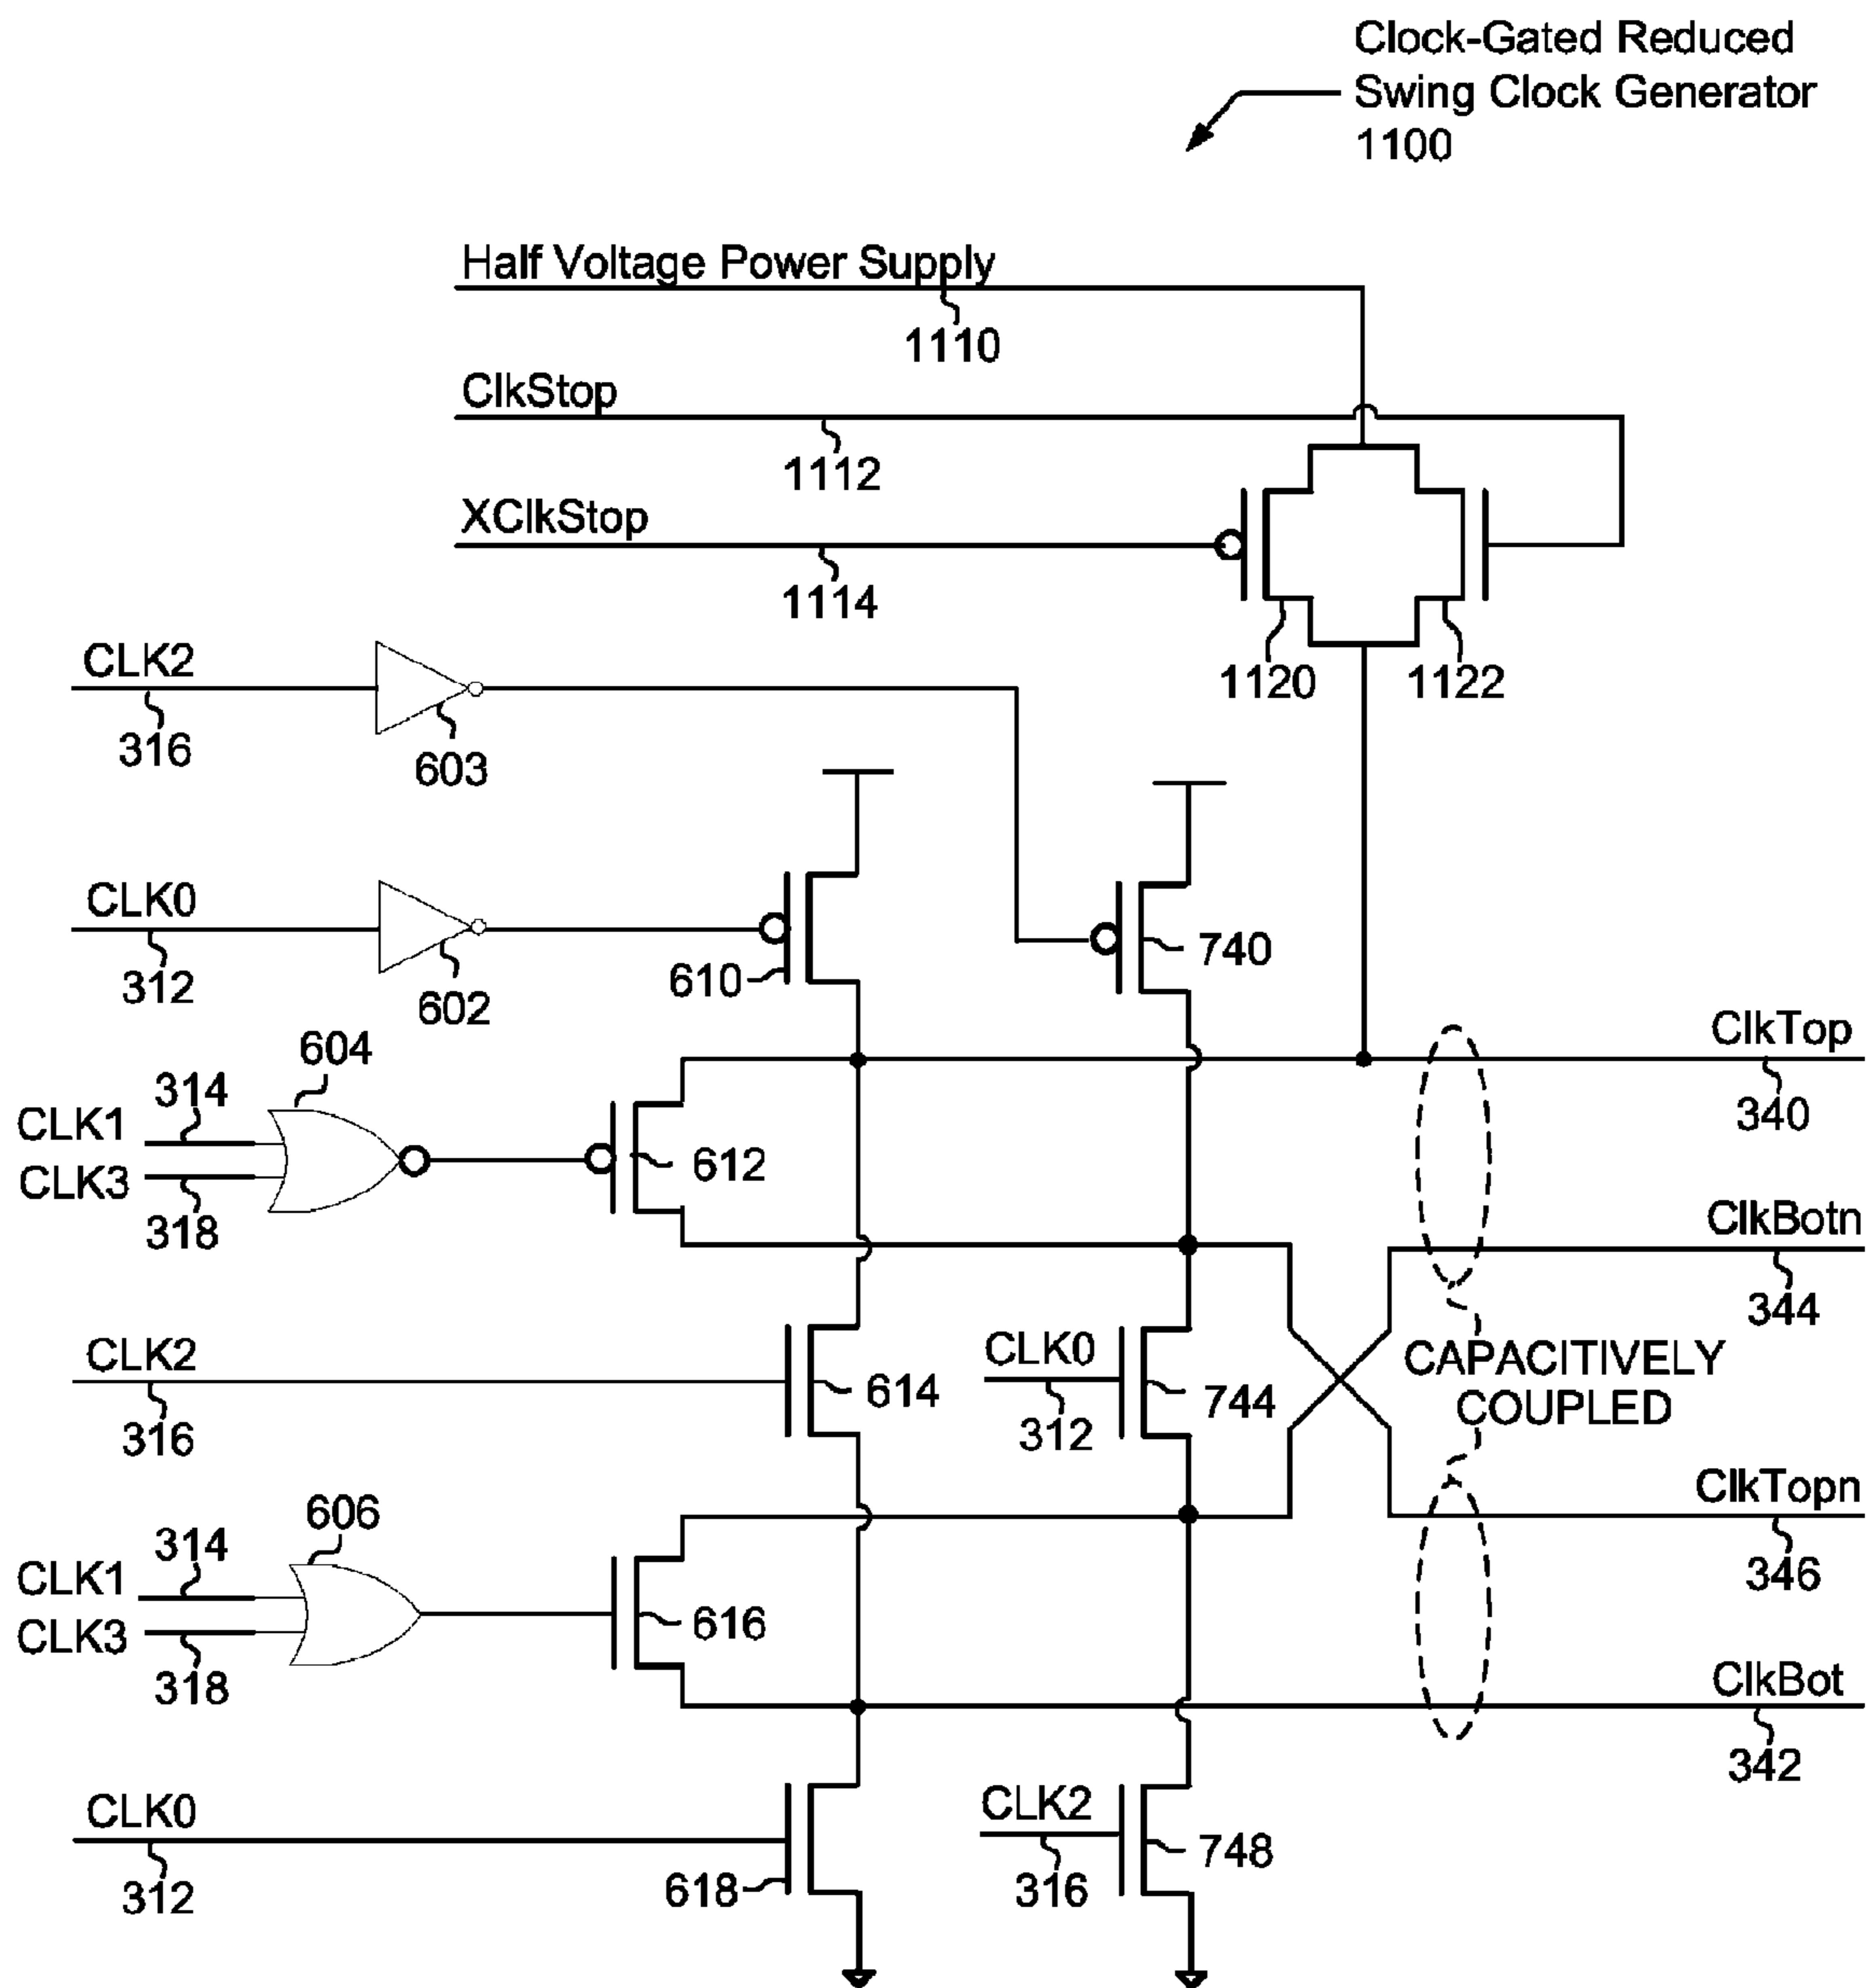 Clock-Gated Reduced
Swing Clock Generator
1100
Half Voltage Power Supply
1110
ClkStop
1112
XClkStop
1114
1120
1122
CLK2
316
603
CLK0
312
602
610
740
604
314
CLK1
CLK3
318
612
ClkTop
340
ClkBotn
344
CLK2
316
614
CLK0
312
744
CAPACITIVELY
COUPLED
606
314
CLK1
CLK3
318
616
ClkTopn
346
ClkBot
342
CLK0
312
618
CLK2
316
748